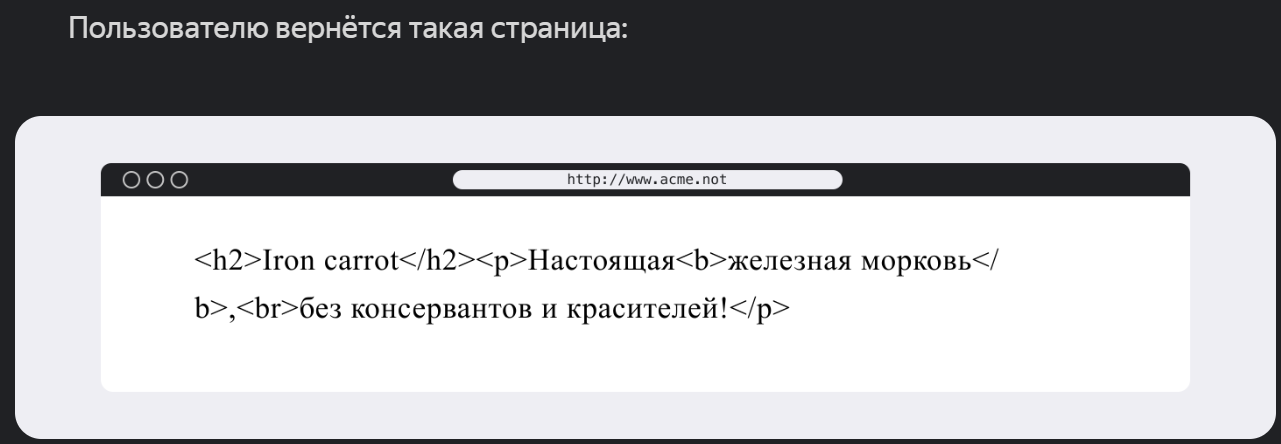 Пользователю вернётся такая страница:
http://www.acme.not
<h2>Iron carrot</h2><p>Настоящая<b>железная морковь</
b>,<br>без консервантов и красителей!</p>